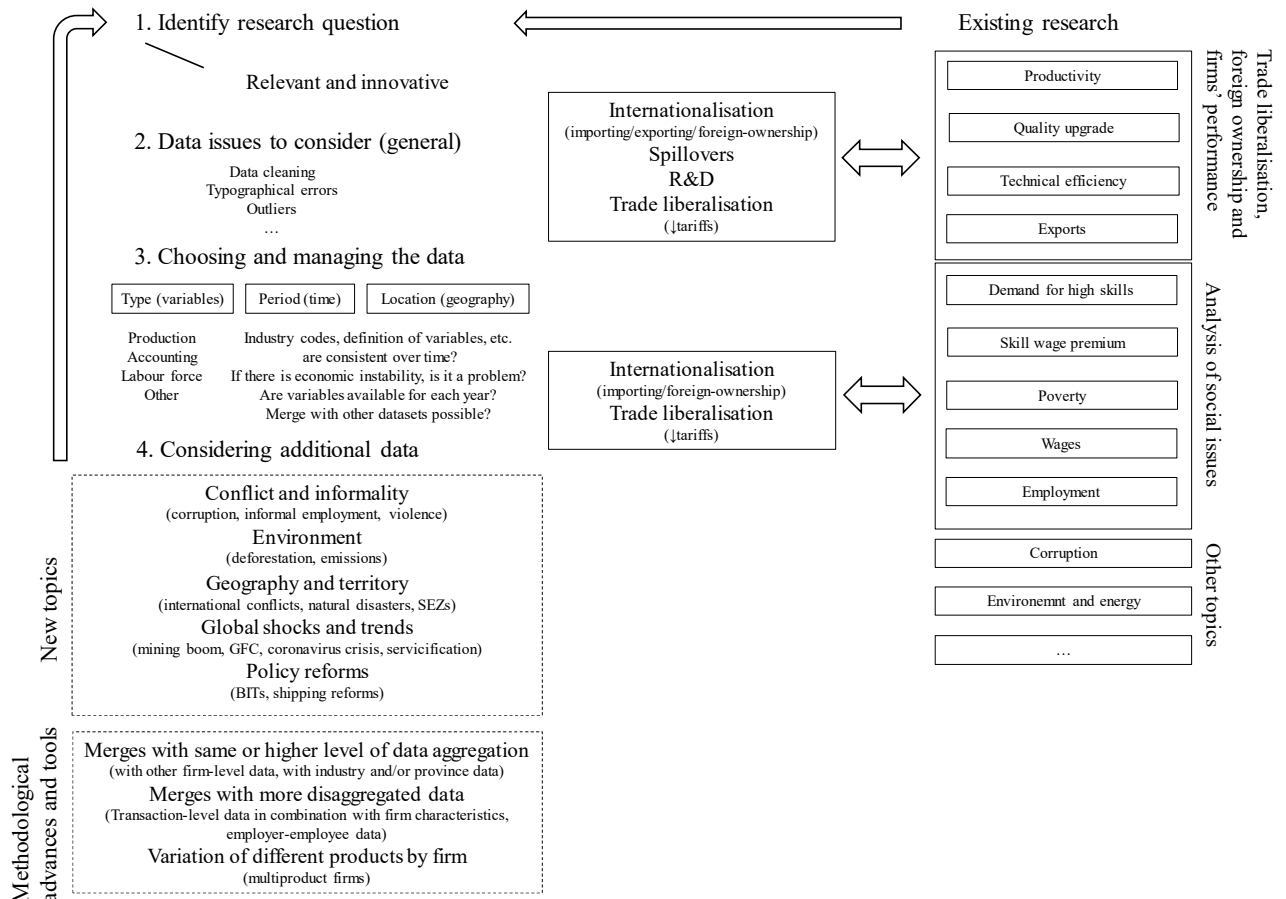 1. Identify research question
Relevant and innovative
2. Data issues to consider (general)
Data cleaning
Typographical errors
Outliers
…
3. Choosing and managing the data
Type (variables)
Period (time)
Location (geography)
Production
Accounting
Labour force
Other
Industry codes, definition of variables, etc.
are consistent over time?
If there is economic instability, is it a problem?
Are variables available for each year?
Merge with other datasets possible?
4. Considering additional data
New topics
Conflict and informality
(corruption, informal employment, violence)
Environment
(deforestation, emissions)
Geography and territory
(international conflicts, natural disasters, SEZs)
Global shocks and trends
(mining boom, GFC, coronavirus crisis, servicification)
Policy reforms
(BITs, shipping reforms)
Methodological
advances and tools
Merges with same or higher level of data aggregation
(with other firm-level data, with industry and/or province data)
Merges with more disaggregated data
(Transaction-level data in combination with firm characteristics,
employer-employee data)
Variation of different products by firm
(multiproduct firms)
Internationalisation
(importing/exporting/foreign-ownership)
Spillovers
R&D
Trade liberalisation
(↓tariffs)
Internationalisation
(importing/foreign-ownership)
Trade liberalisation
(↓tariffs)
Existing research
Productivity
Quality upgrade
Technical efficiency
Exports
Trade liberalisation,
foreign ownership and
firms' performance
Demand for high skills
Skill wage premium
Poverty
Wages
Employment
Analysis of social issues
Corruption
Environemnt and energy
…
Other topics